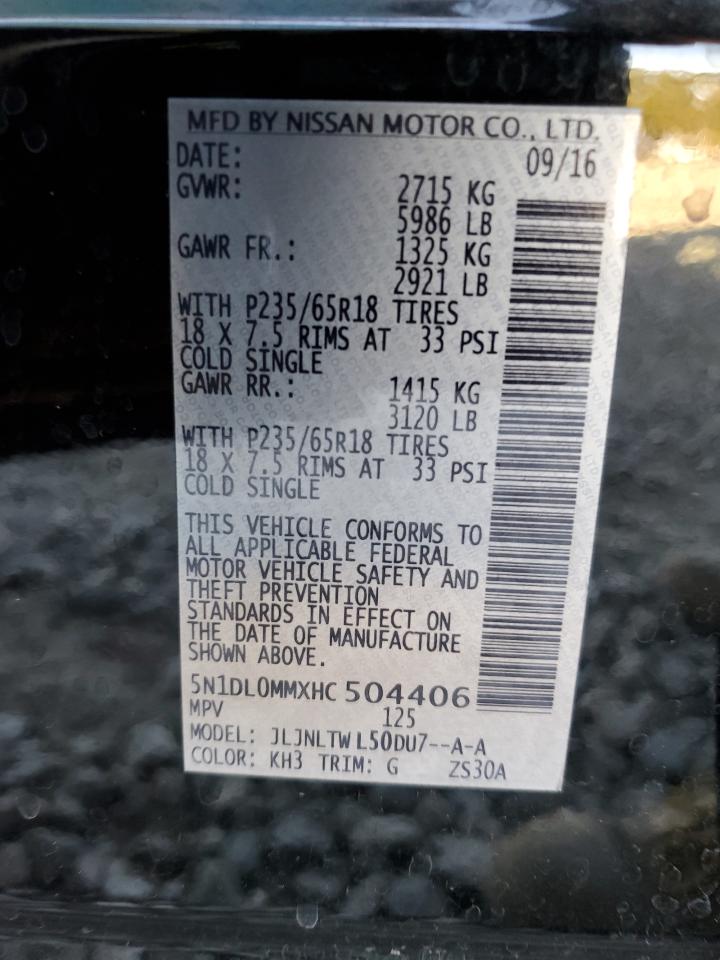 MFD BY NISSAN MOTOR CO., LTD.
DATE: 09/16
GVWR: 2715 KG
5986 LB
GAWR FR.: 1325 KG
2921 LB
WITH P235/65R18 TIRES
18 X 7.5 RIMS AT 33 PSI
COLD SINGLE
GAWR RR.: 1415 KG
3120 LB
WITH P235/65R18 TIRES
18 X 7.5 RIMS AT 33 PSI
COLD SINGLE
THIS VEHICLE CONFORMS TO
ALL APPLICABLE FEDERAL
MOTOR VEHICLE SAFETY AND
THEFT PREVENTION
STANDARDS IN EFFECT ON
THE DATE OF MANUFACTURE
SHOWN ABOVE.
5N1DL0MMXHC 504406
MPV 125
MODEL: JLJNLTW L50DU7--A-A
COLOR: KH3 TRIM: G ZS30A